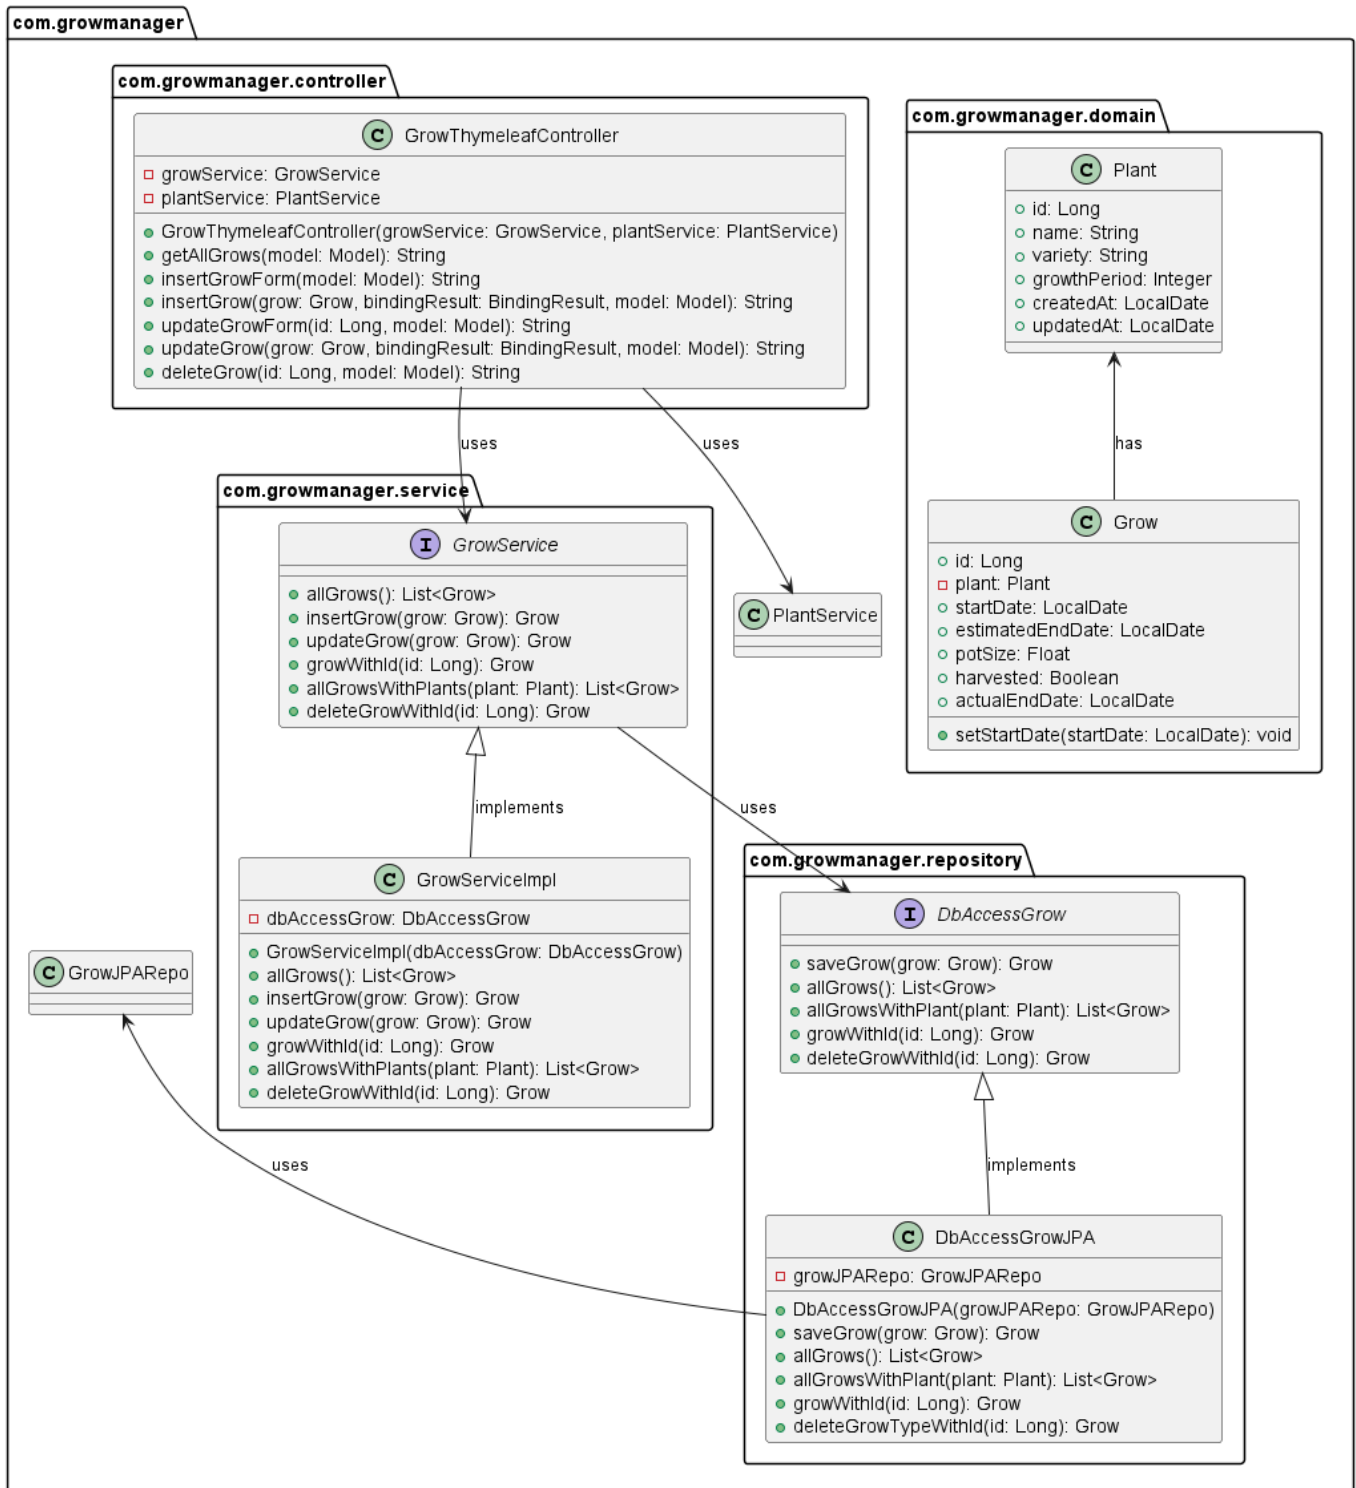 com.growmanager
com.growmanager.controller
C GrowThymeleafController
growService: GrowService
plantService: PlantService
GrowThymeleafController(growService: GrowService, plantService: PlantService)
getAllGrows(model: Model): String
insertGrowForm(model: Model): String
insertGrow(grow: Grow, bindingResult: BindingResult, model: Model): String
updateGrowForm(id: Long, model: Model): String
updateGrow(grow: Grow, bindingResult: BindingResult, model: Model): String
deleteGrow(id: Long, model: Model): String
com.growmanager.domain
C Plant
id: Long
name: String
variety: String
growthPeriod: Integer
createdAt: LocalDate
updatedAt: LocalDate
has
C Grow
id: Long
plant: Plant
startDate: LocalDate
estimatedEndDate: LocalDate
potSize: Float
harvested: Boolean
actualEndDate: LocalDate
setStartDate(startDate: LocalDate): void
uses
uses
com.growmanager.service
I GrowService
allGrows(): List<Grow>
insertGrow(grow: Grow): Grow
updateGrow(grow: Grow): Grow
growWithId(id: Long): Grow
allGrowsWithPlants(plant: Plant): List<Grow>
deleteGrowWithId(id: Long): Grow
C PlantService
implements
uses
C GrowServiceImpl
dbAccessGrow: DbAccessGrow
GrowServiceImpl(dbAccessGrow: DbAccessGrow)
allGrows(): List<Grow>
insertGrow(grow: Grow): Grow
updateGrow(grow: Grow): Grow
growWithId(id: Long): Grow
allGrowsWithPlants(plant: Plant): List<Grow>
deleteGrowWithId(id: Long): Grow
C GrowJPARepo
com.growmanager.repository
I DbAccessGrow
saveGrow(grow: Grow): Grow
allGrows(): List<Grow>
allGrowsWithPlant(plant: Plant): List<Grow>
growWithId(id: Long): Grow
deleteGrowWithId(id: Long): Grow
uses
implements
C DbAccessGrowJPA
growJPARepo: GrowJPARepo
DbAccessGrowJPA(growJPARepo: GrowJPARepo)
saveGrow(grow: Grow): Grow
allGrows(): List<Grow>
allGrowsWithPlant(plant: Plant): List<Grow>
growWithId(id: Long): Grow
deleteGrowTypeWithId(id: Long): Grow